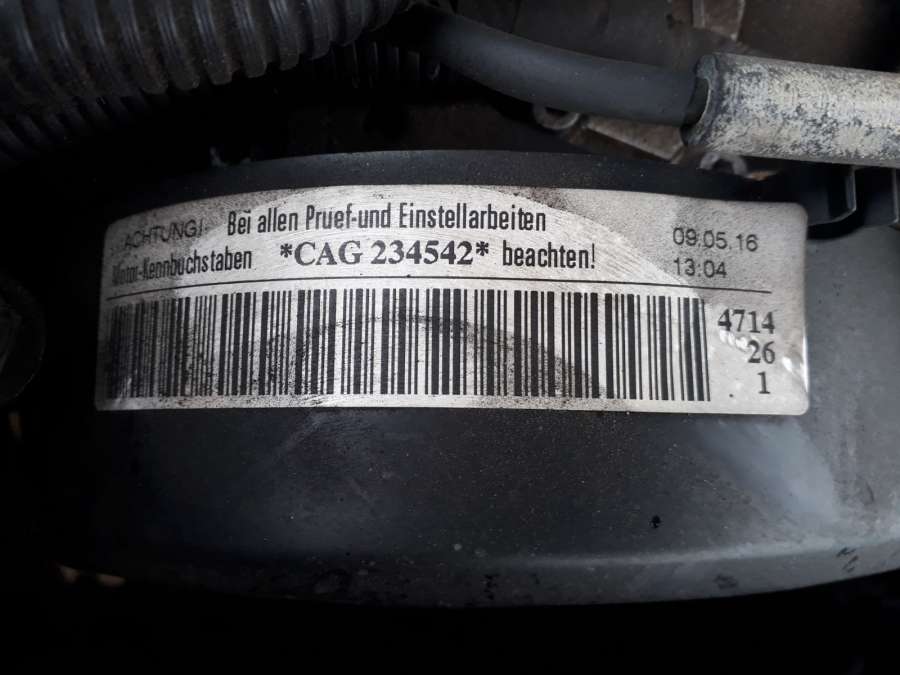 ACHTUNG! Bei allen Pruef-und Einstellarbeiten
Motor-Kennbuchstaben *CAG 234542* beachten!
09.05.16
13:04
4714
26
1